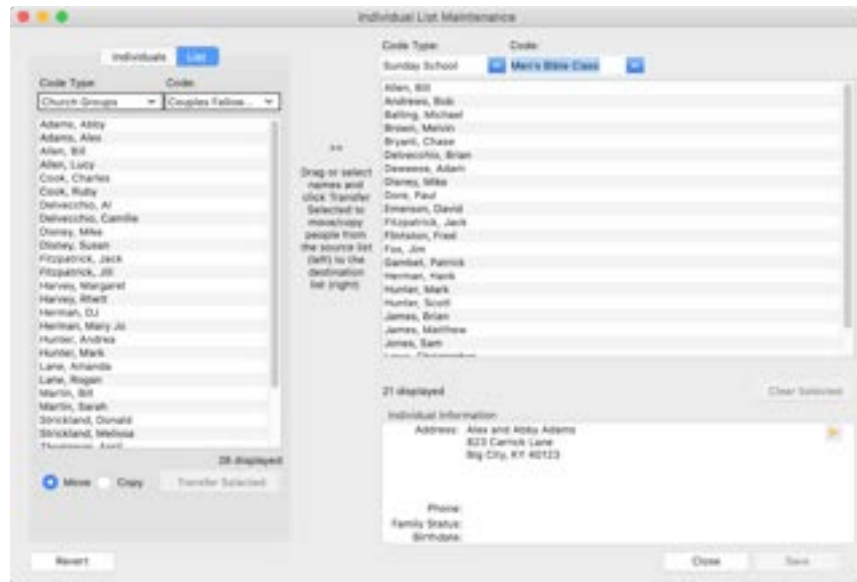 Individual List Maintenance
Individuals List
Code Type: Code:
Church Groups Couples Fellow...
Adams, Abby
Adams, Alex
Allen, Bill
Allen, Lucy
Cook, Charles
Cook, Ruby
Delvecchio, Al
Delvecchio, Camille
Disney, Mike
Disney, Susan
Fitzpatrick, Jack
Fitzpatrick, Jill
Harvey, Margaret
Harvey, Rhett
Herman, DJ
Herman, Mary Jo
Hunter, Andrea
Hunter, Mark
Lane, Amanda
Lane, Rogan
Martin, Bill
Martin, Sarah
Strickland, Donald
Strickland, Melissa
28 displayed
Move Copy Transfer Selected
Revert
>>
Drag or select
names and
click Transfer
Selected to
move/copy
people from
the source list
(left) to the
destination
list (right)
Code Type: Code:
Sunday School Men's Bible Class
Allen, Bill
Andrews, Bob
Balling, Michael
Brown, Melvin
Bryant, Chase
Delvecchio, Brian
Deweese, Adam
Disney, Mike
Dore, Paul
Emerson, David
Fitzpatrick, Jack
Flintston, Fred
Fox, Jim
Gambet, Patrick
Herman, Hank
Hunter, Mark
Hunter, Scott
James, Brian
James, Matthew
Jones, Sam
21 displayed Clear Selected
Individual Information
Address: Alex and Abby Adams
823 Carrick Lane
Big City, KY 40123
Phone:
Family Status:
Birthdate:
Close Save